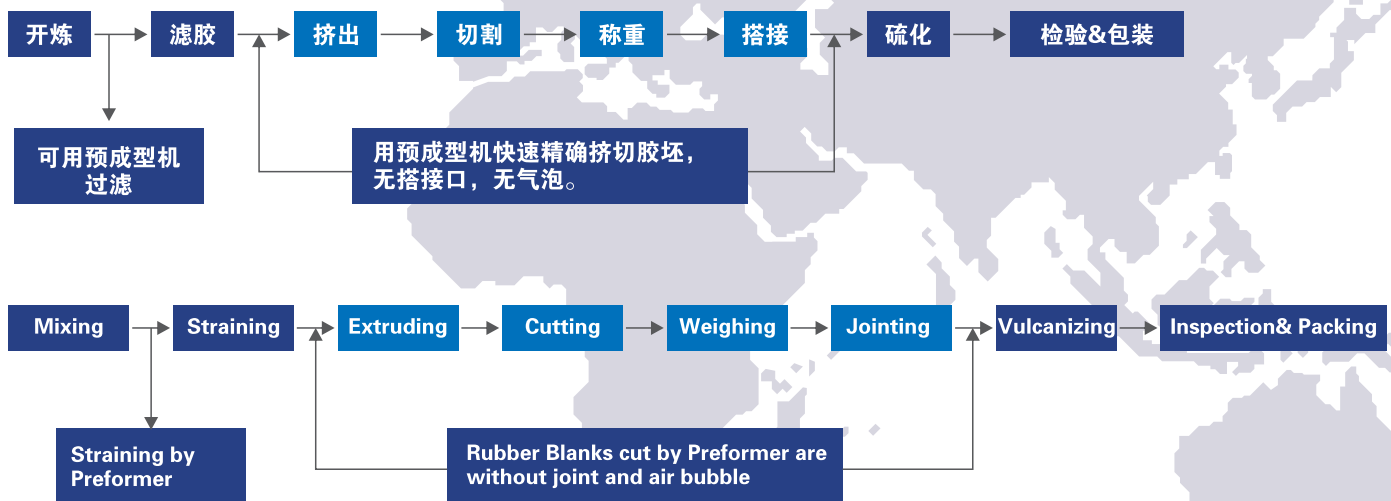 开炼
滤胶
挤出
切割
称重
搭接
硫化
检验&包装
可用预成型机
过滤
用预成型机快速精确挤切胶坯，
无搭接口，无气泡。
Mixing
Straining
Extruding
Cutting
Weighing
Jointing
Vulcanizing
Inspection& Packing
Straining by
Preformer
Rubber Blanks cut by Preformer are
without joint and air bubble